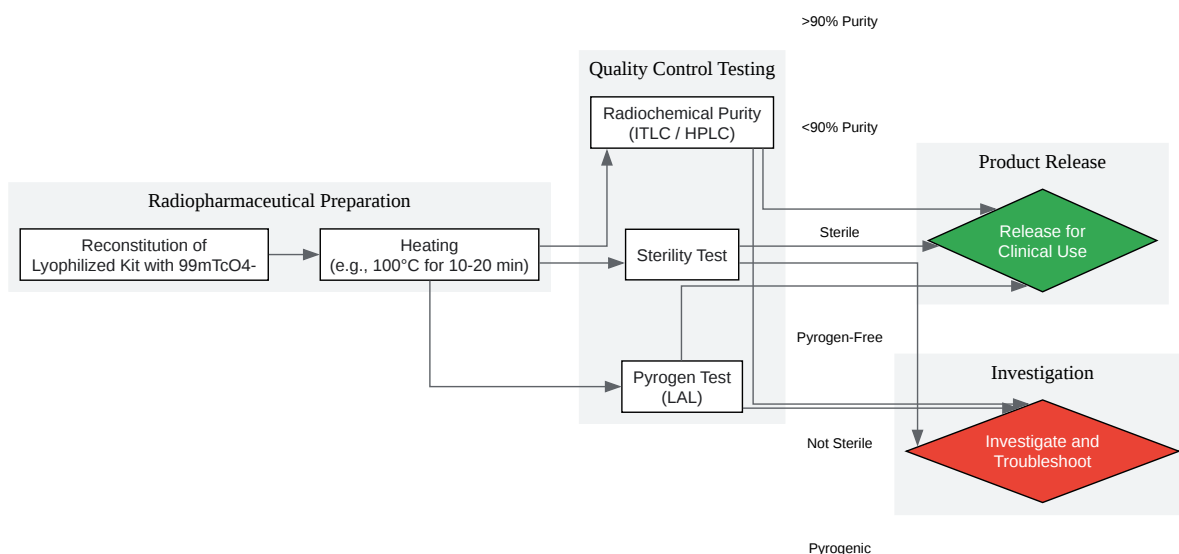 >90% Purity
Quality Control Testing
Radiochemical Purity
(ITLC / HPLC)
<90% Purity
Product Release
Radiopharmaceutical Preparation
Reconstitution of
Lyophilized Kit with 99mTcO4-
Heating
(e.g., 100°C for 10-20 min)
Sterility Test
Sterile
Release for
Clinical Use
Pyrogen-Free
Pyrogen Test
(LAL)
Investigation
Not Sterile
Investigate and
Troubleshoot
Pyrogenic